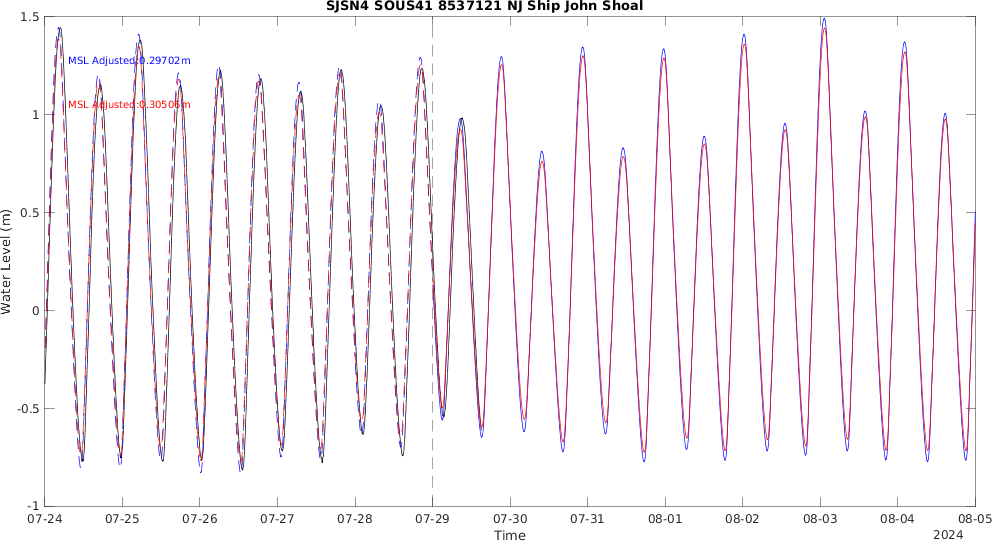 SJSN4 SOUS41 8537121 NJ Ship John Shoal
MSL Adjusted:0.29702m
MSL Adjusted:0.30506m
Water Level (m)
1.5
1
0.5
0
-0.5
-1
07-24 07-25 07-26 07-27 07-28 07-29 07-30 07-31 08-01 08-02 08-03 08-04 08-05
Time
2024